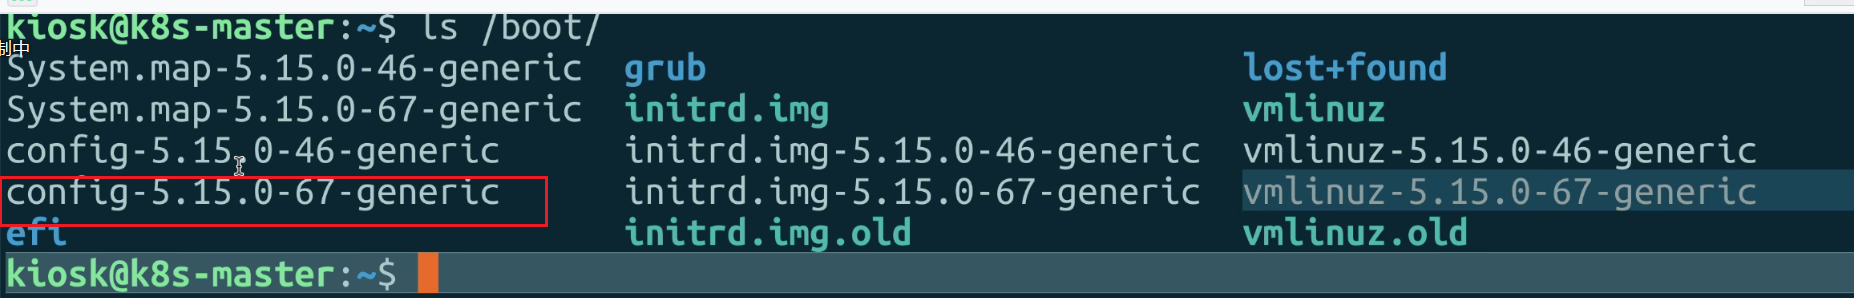 kiosk@k8s-master:~$ ls /boot/
制中
System.map-5.15.0-46-generic grub lost+found
System.map-5.15.0-67-generic initrd.img vmlinuz
config-5.15.0-46-generic initrd.img-5.15.0-46-generic vmlinuz-5.15.0-46-generic
config-5.15.0-67-generic initrd.img-5.15.0-67-generic vmlinuz-5.15.0-67-generic
efi initrd.img.old vmlinuz.old
kiosk@k8s-master:~$